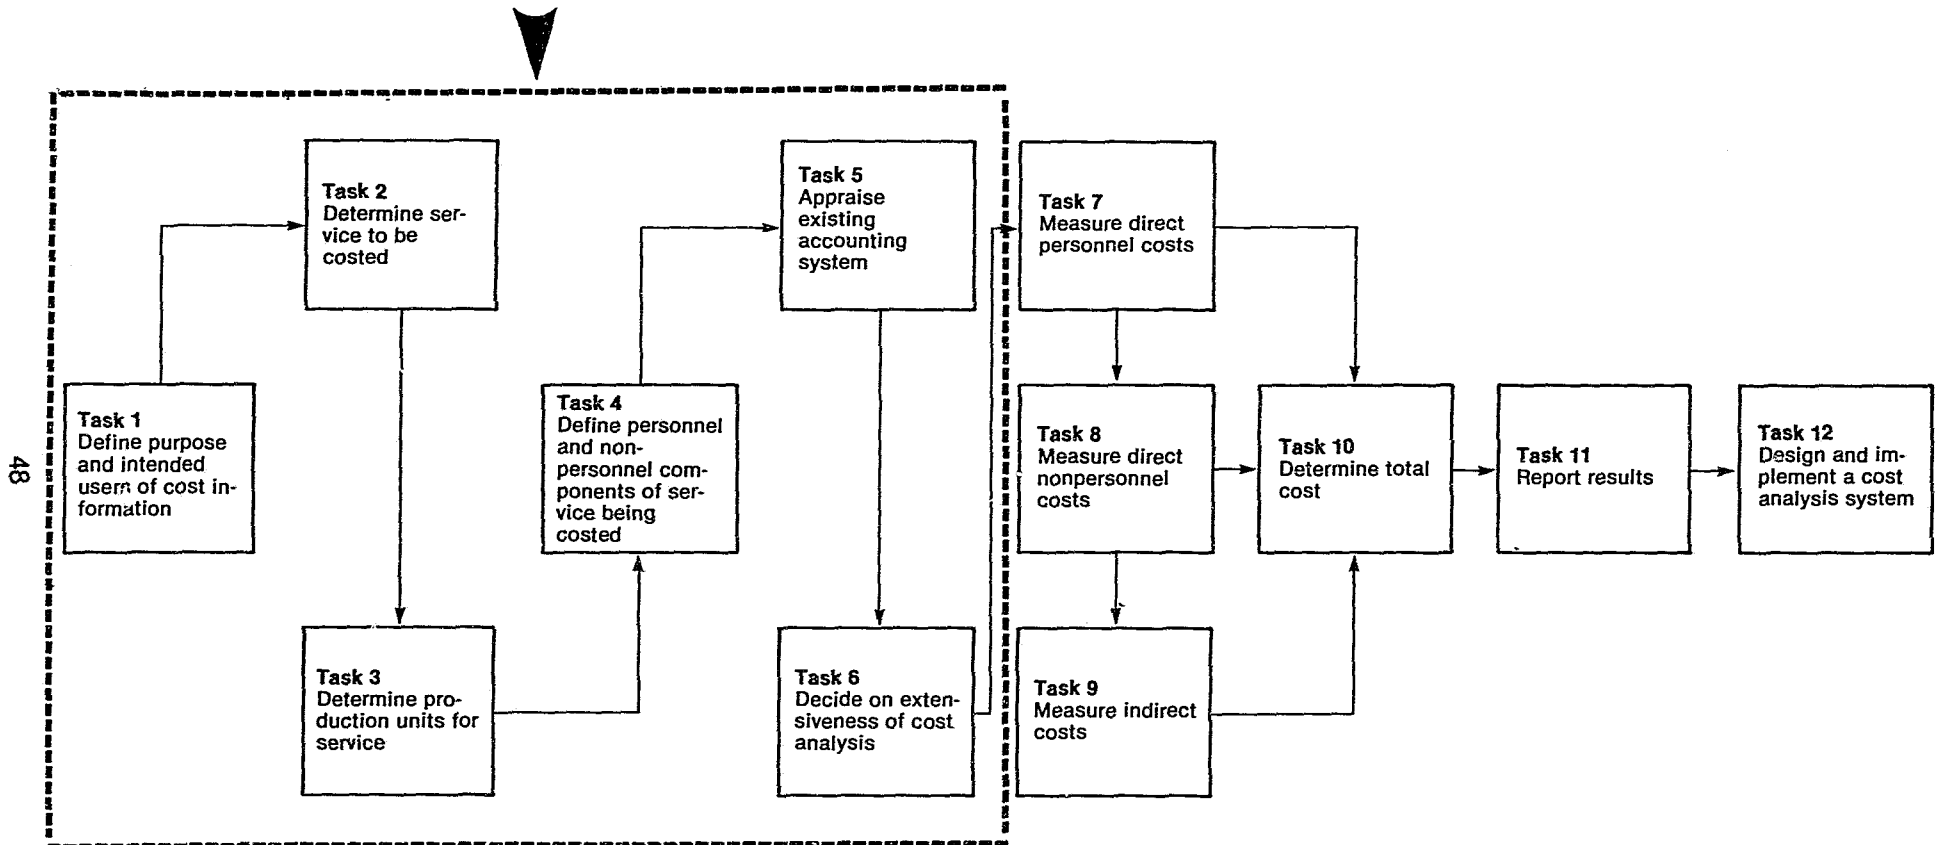 Task 1
Define purpose
and intended
users of cost in-
formation
Task 2
Determine ser-
vice to be
costed
Task 3
Determine pro-
duction units for
service
Task 4
Define personnel
and non-
personnel com-
ponents of ser-
vice being
costed
Task 5
Appraise
existing
accounting
system
Task 6
Decide on exten-
siveness of cost
analysis
Task 7
Measure direct
personnel costs
Task 8
Measure direct
nonpersonnel
costs
Task 9
Measure indirect
costs
Task 10
Determine total
cost
Task 11
Report results
Task 12
Design and im-
plement a cost
analysis system
48